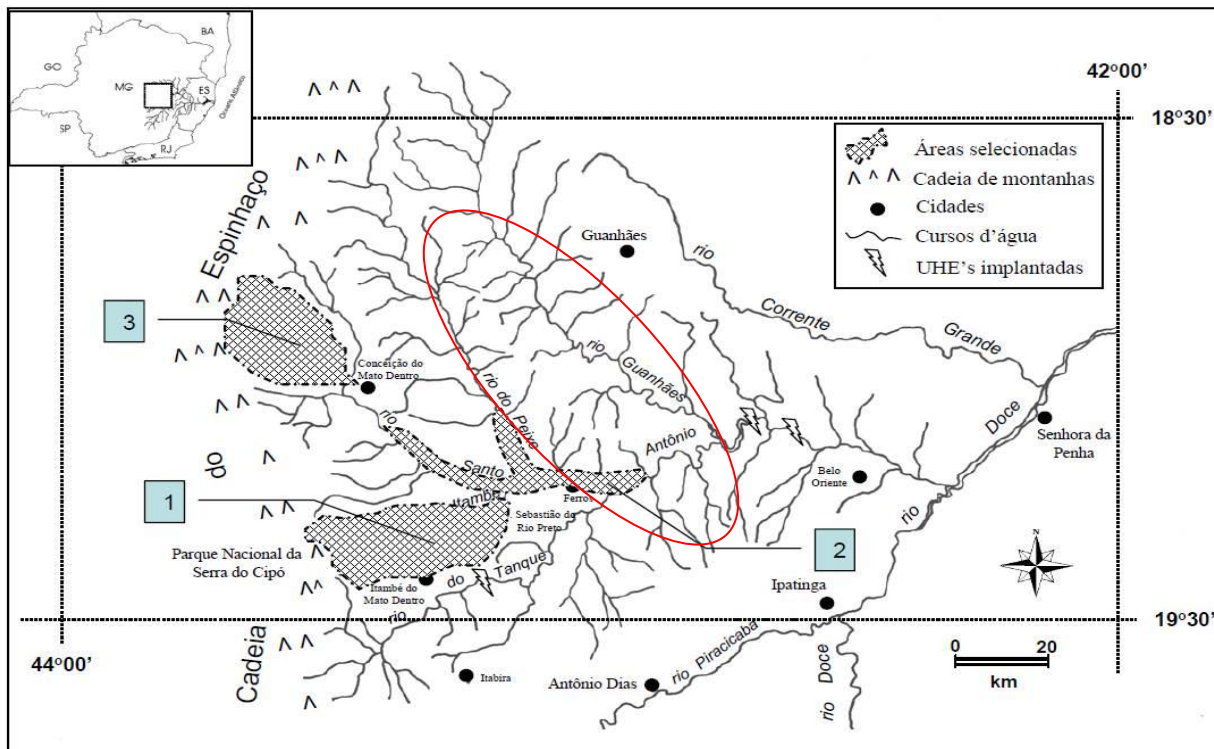 BA
GO
MG
ES
Oceano Atlântico
SP
RJ
42°00'
18°30'
Áreas selecionadas
Cadeia de montanhas
Cidades
Cursos d'água
UHE's implantadas
Espinhaço
Guanhães
rio
Corrente
Grande
3
Conceição do
Mato Dentro
rio
Guanhães
rio do Peixe
Doce
Senhora da
Penha
rio
Santo
Antônio
do
Belo
Oriente
1
Itambé
Ferros
Sebastião do
Rio Preto
rio
2
Parque Nacional da
Serra do Cipó
Itambé do
Mato Dentro
rio
do
Tanque
Ipatinga
N
44°00'
19°30'
Cadeia
Itabira
Antônio Dias
rio Piracicaba
rio Doce
0
20
km